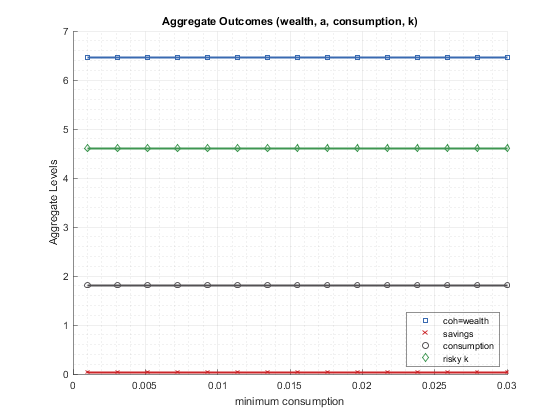 Aggregate Outcomes (wealth, a, consumption, k)
7
6
5
4
3
2
1
0
Aggregate Levels
0
0.005
0.01
0.015
0.02
0.025
0.03
minimum consumption
coh=wealth
savings
consumption
risky k